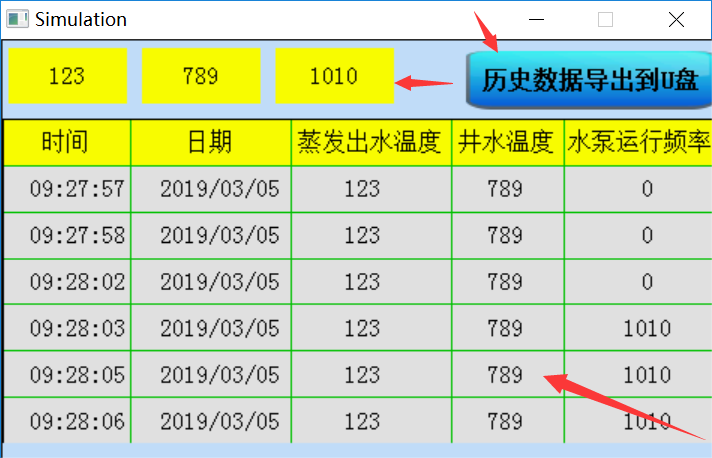 Simulation
123 789 1010 历史数据导出到U盘
时间 日期 蒸发出水温度 井水温度 水泵运行频率
09:27:57 2019/03/05 123 789 0
09:27:58 2019/03/05 123 789 0
09:28:02 2019/03/05 123 789 0
09:28:03 2019/03/05 123 789 1010
09:28:05 2019/03/05 123 789 1010
09:28:06 2019/03/05 123 789 1010